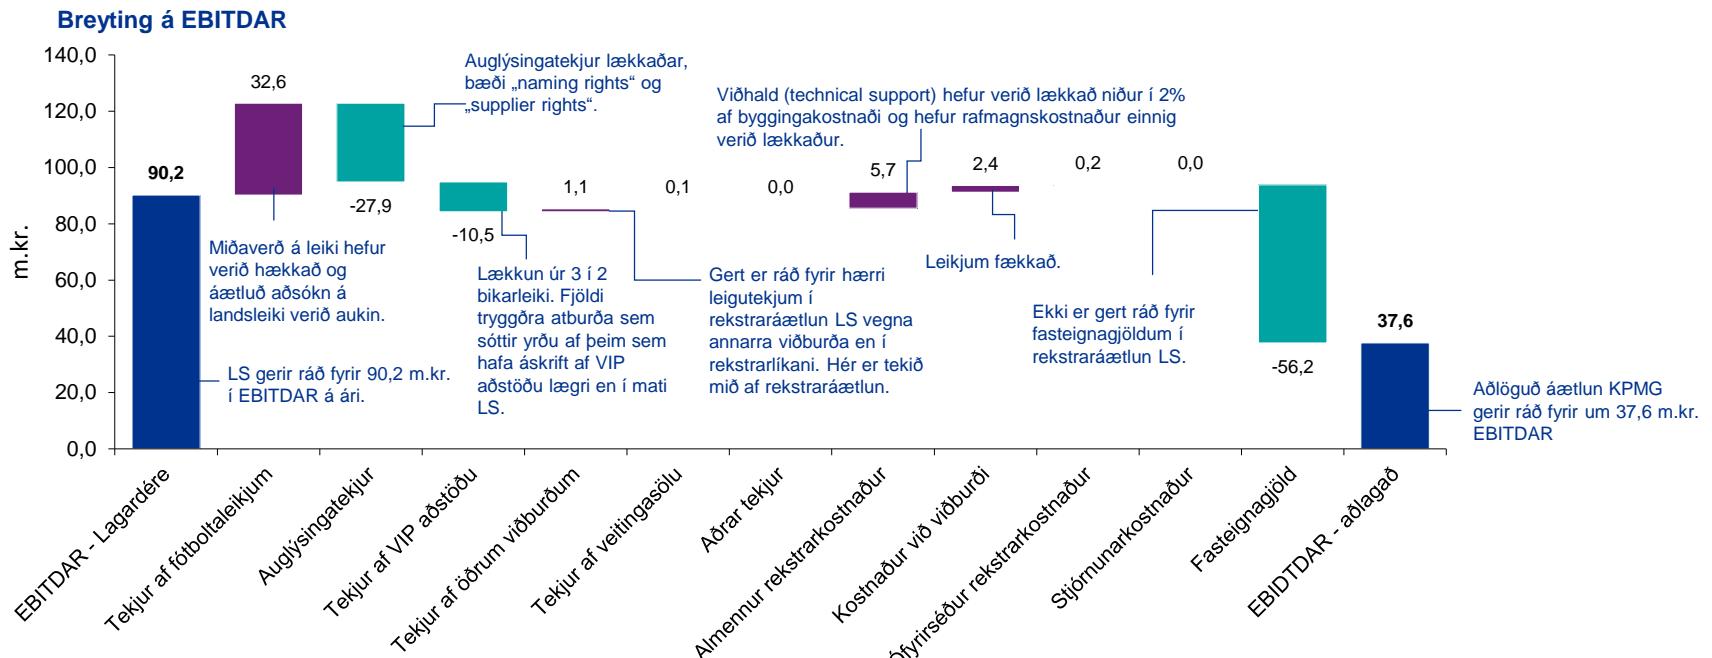 Breyting á EBITDAR
m.kr.
140,0
120,0
100,0
80,0
60,0
40,0
20,0
0,0
90,2
32,6
-27,9
-10,5
1,1
0,1
0,0
5,7
2,4
0,2
0,0
-56,2
37,6
LS gerir ráð fyrir 90,2 m.kr.
í EBITDAR á ári.
Miðaverð á leiki hefur
verið hækkað og
áætluð aðsókn á
landsleiki verið aukin.
Auglýsingatekjur lækkaðar,
bæði „naming rights“ og
„supplier rights“.
Lækkun úr 3 í 2
bikarleiki. Fjöldi
tryggðra atburða sem
sóttir yrðu af þeim sem
hafa áskrift af VIP
aðstöðu lægri en í mati
LS.
Gert er ráð fyrir hærri
leigutekjum í
rekstraráætlun LS vegna
annarra viðburða en í
rekstrarlíkani. Hér er tekið
mið af rekstraráætlun.
Viðhald (technical support) hefur verið lækkað niður í 2%
af byggingakostnaði og hefur rafmagnskostnaður einnig
verið lækkaður.
Leikjum fækkað.
Ekki er gert ráð fyrir
fasteignagjöldum í
rekstraráætlun LS.
Aðlöguð áætlun KPMG
gerir ráð fyrir um 37,6 m.kr.
EBITDAR
EBITDAR - Lagardére
Tekjur af fótboltaleikjum
Auglýsingatekjur
Tekjur af VIP aðstöðu
Tekjur af öðrum viðburðum
Tekjur af veitingasölu
Aðrar tekjur
Almennur rekstrarkostnaður
Kostnaður við viðburði
Ófyrirséður rekstrarkostnaður
Stjórnunarkostnaður
Fasteignagjöld
EBIDTDAR - aðlagað